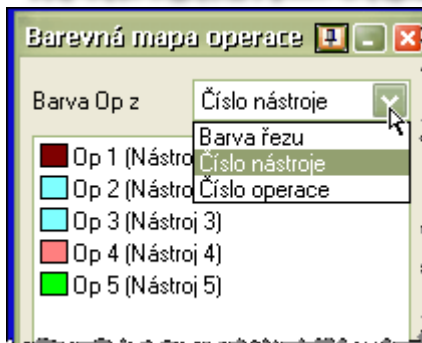 Barevná mapa operace
Barva Op z
Číslo nástroje
Barva řezu
Číslo nástroje
Číslo operace
Op 1 (Nástro
Op 2 (Nástro
Op 3 (Nástroj 3)
Op 4 (Nástroj 4)
Op 5 (Nástroj 5)